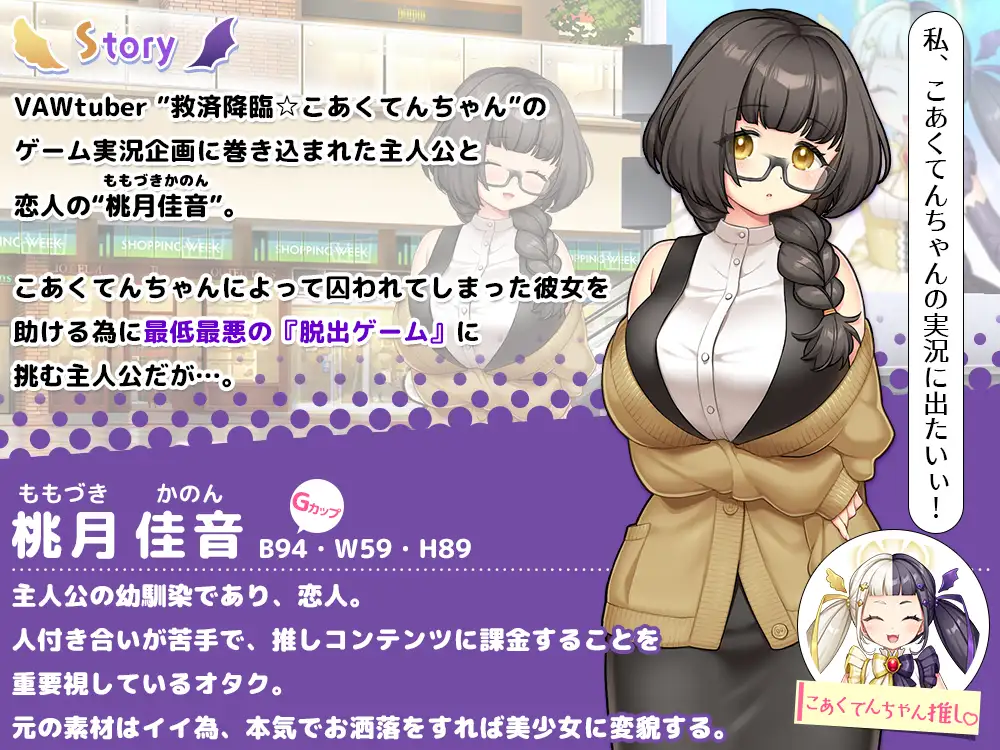 Story
VAWtuber “救済降臨☆こあくてんちゃん”の
ゲーム実況企画に巻き込まれた主人公と
ももづきかのん
恋人の“桃月佳音”。
こあくてんちゃんによって囚われてしまった彼女を
助ける為に最低最悪の『脱出ゲーム』に
挑む主人公だが…。
私、こあくてんちゃんの実況に出たいぃ！
SHOPPING WEEK
SHOPPING WEEK
ももづき かのん
桃月 佳音
Gカップ
B94・W59・H89
主人公の幼馴染であり、恋人。
人付き合いが苦手で、推しコンテンツに課金することを
重要視しているオタク。
元の素材はイイ為、本気でお洒落をすれば美少女に変貌する。
こあくてんちゃん推し♡